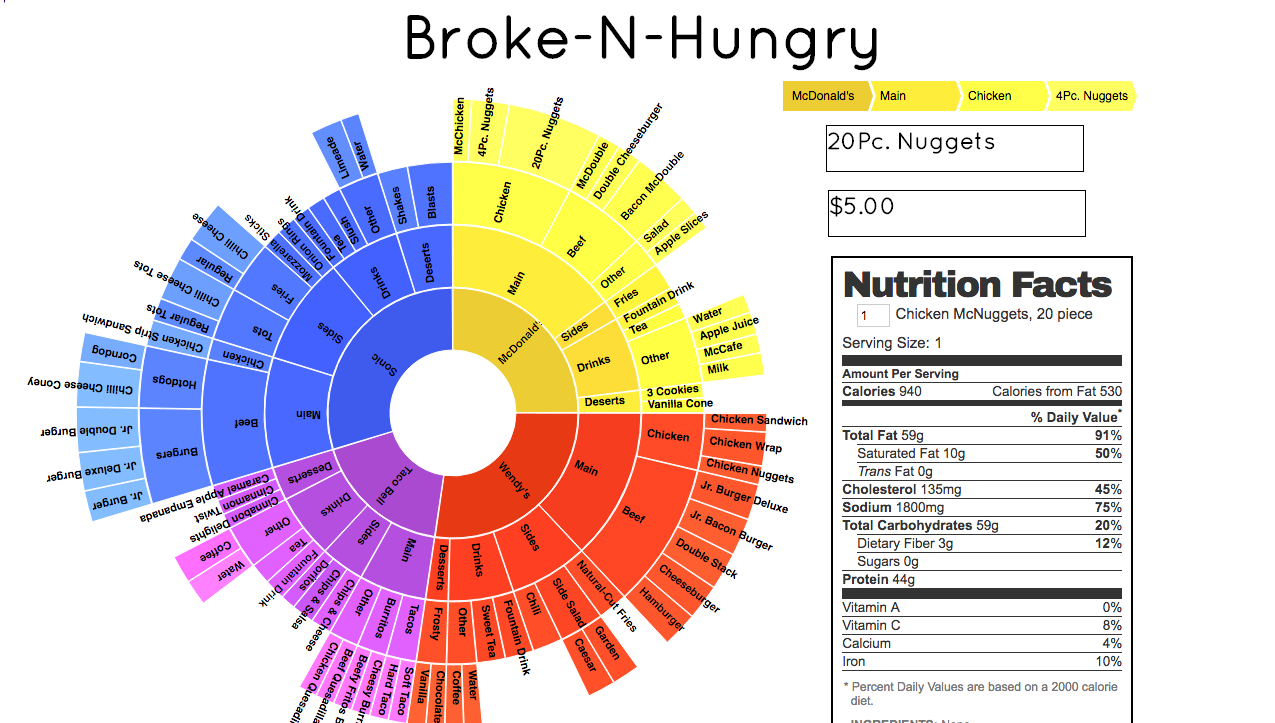 Broke-N-Hungry
McDonald's
Main
Chicken
4Pc. Nuggets
20Pc. Nuggets
$5.00
Nutrition Facts
1 Chicken McNuggets, 20 piece
Serving Size: 1
Amount Per Serving
Calories 940 Calories from Fat 530
% Daily Value*
Total Fat 59g 91%
Saturated Fat 10g 50%
Trans Fat 0g
Cholesterol 135mg 45%
Sodium 1800mg 75%
Total Carbohydrates 59g 20%
Dietary Fiber 3g 12%
Sugars 0g
Protein 44g
Vitamin A 0%
Vitamin C 8%
Calcium 4%
Iron 10%
* Percent Daily Values are based on a 2000 calorie
diet.
McDonald's
Main
Chicken
McChicken
4Pc. Nuggets
20Pc. Nuggets
Beef
McDouble
Double Cheeseburger
Bacon McDouble
Other
Salad
Apple Slices
Sides
Fries
Drinks
Fountain Drink
Tea
Other
Water
Apple Juice
McCafe
Milk
Deserts
3 Cookies
Vanilla Cone
Wendy's
Main
Chicken
Chicken Sandwich
Chicken Wrap
Chicken Nuggets
Beef
Jr. Burger Deluxe
Jr. Bacon Burger
Double Stack
Cheeseburger
Hamburger
Sides
Natural-Cut Fries
Side Salad
Garden
Caesar
Chili
Drinks
Fountain Drink
Sweet Tea
Other
Water
Coffee
Desserts
Frosty
Chocolate
Vanilla
Taco Bell
Main
Tacos
Soft Taco
Hard Taco
Burritos
Cheesy Burr
Beefy Fritos B
Other
Beef Quesadilla
Chicken Quesadi
Sides
Chips & Cheese
Chips & Salsa
Doritos
Drinks
Fountain Drink
Tea
Other
Water
Coffee
Desserts
Cinnabon Delights
Cinnamon Twist
Caramel Apple Empanada
Sonic
Main
Beef
Burgers
Jr. Burger
Jr. Deluxe Burger
Jr. Double Burger
Hotdogs
Chilli Cheese Coney
Corndog
Chicken
Chicken Strip Sandwich
Sides
Tots
Regular Tots
Chilli Cheese Tots
Fries
Regular
Chilli Cheese
Mozzarella Sticks
Onion Rings
Drinks
Fountain Drink
Tea
Slush
Other
Limeade
Water
Deserts
Shakes
Blasts